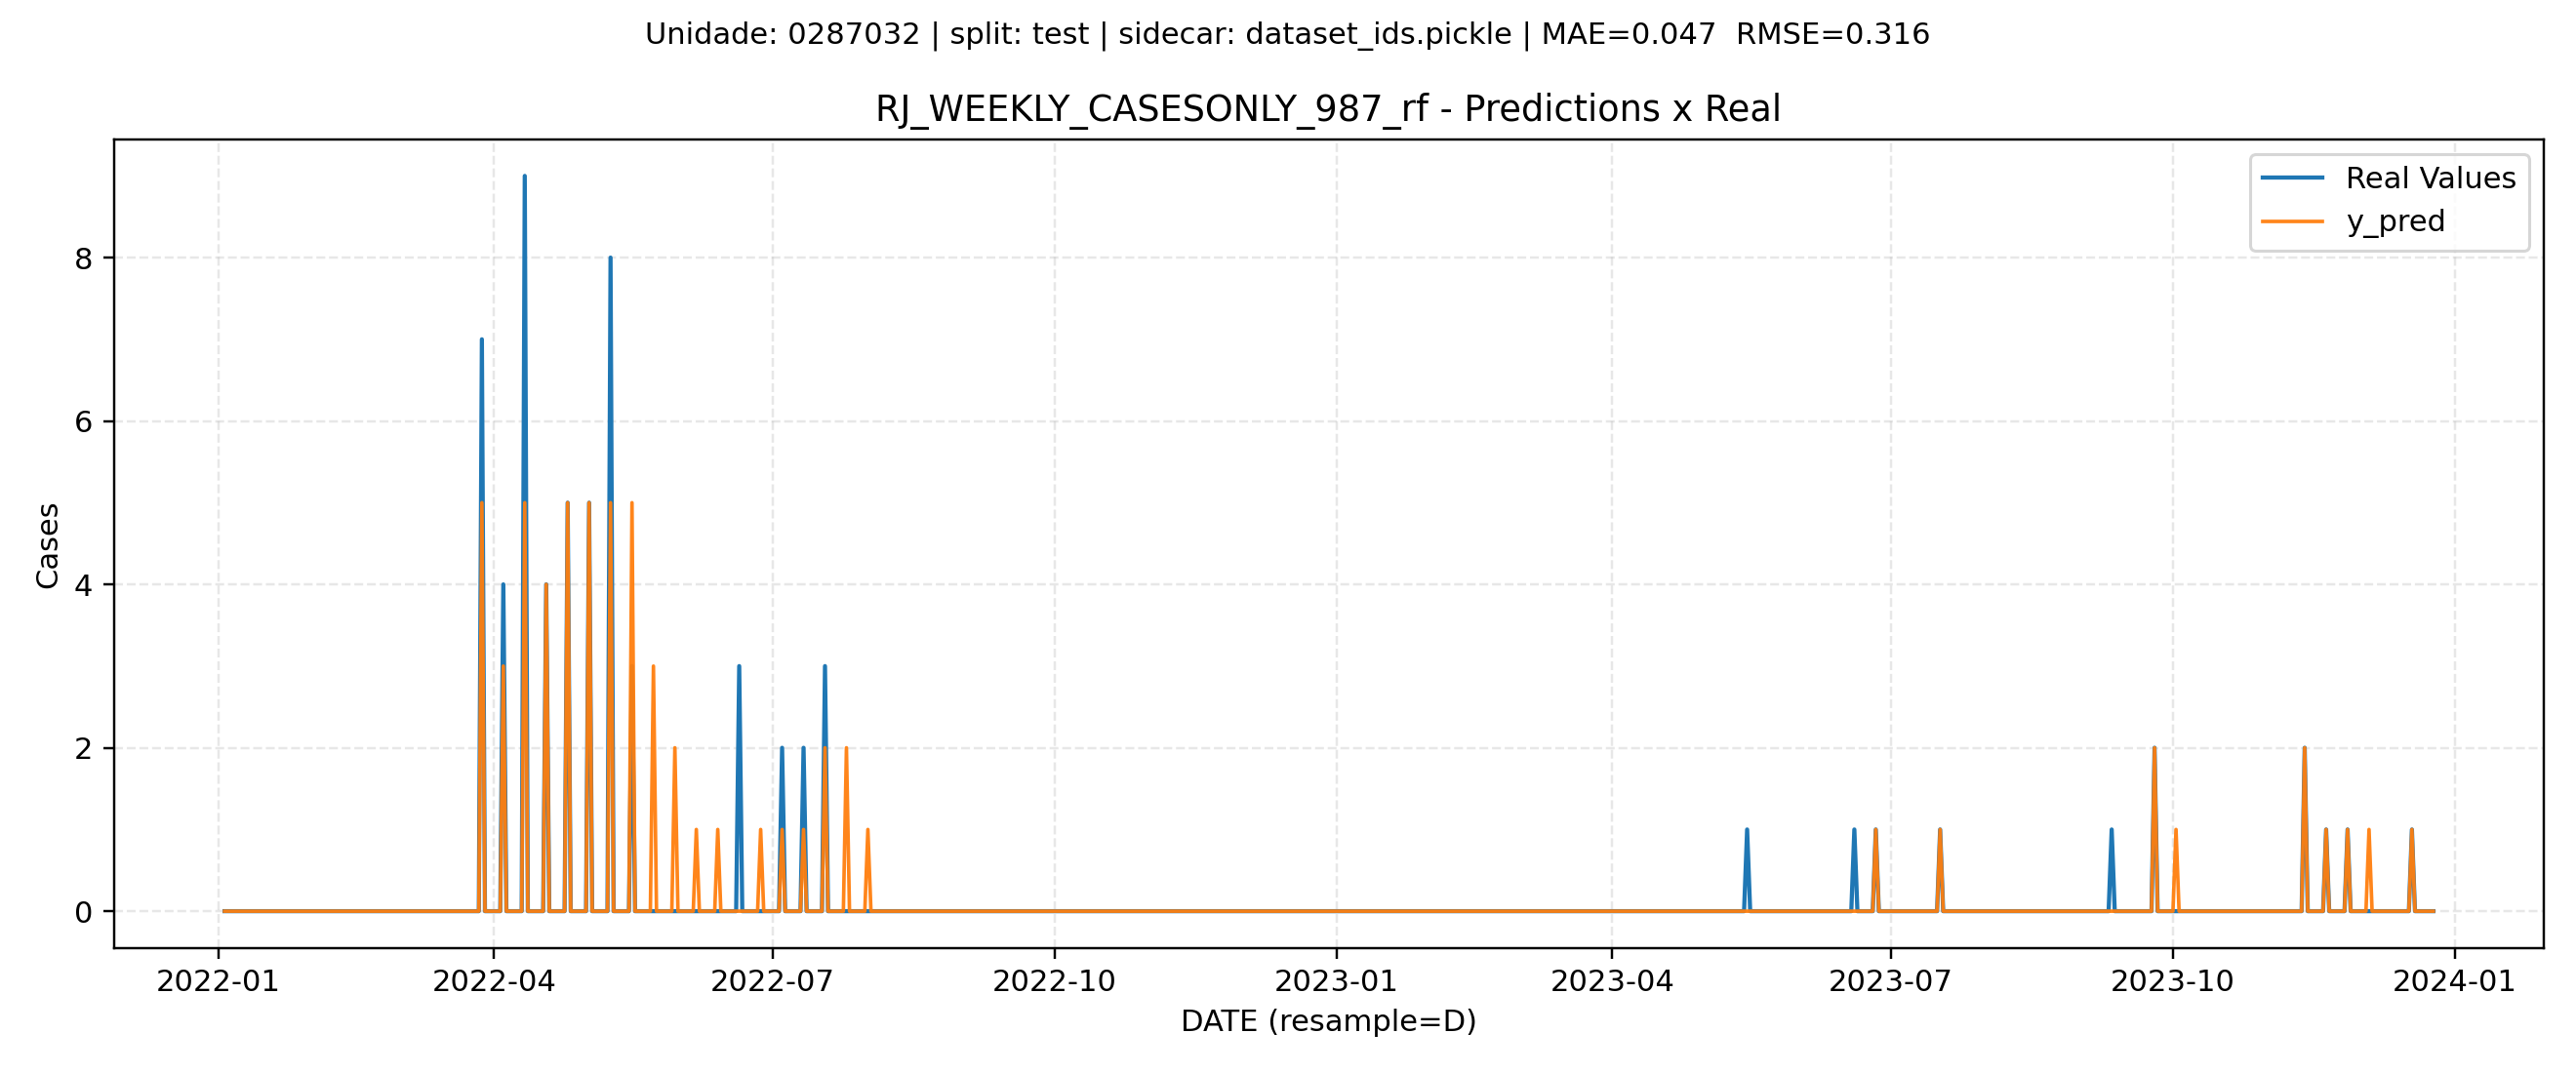 Unidade: 0287032 | split: test | sidecar: dataset_ids.pickle | MAE=0.047  RMSE=0.316
RJ_WEEKLY_CASESONLY_987_rf - Predictions x Real
Real Values
y_pred
Cases
8
6
4
2
0
2022-01 2022-04 2022-07 2022-10 2023-01 2023-04 2023-07 2023-10 2024-01
DATE (resample=D)